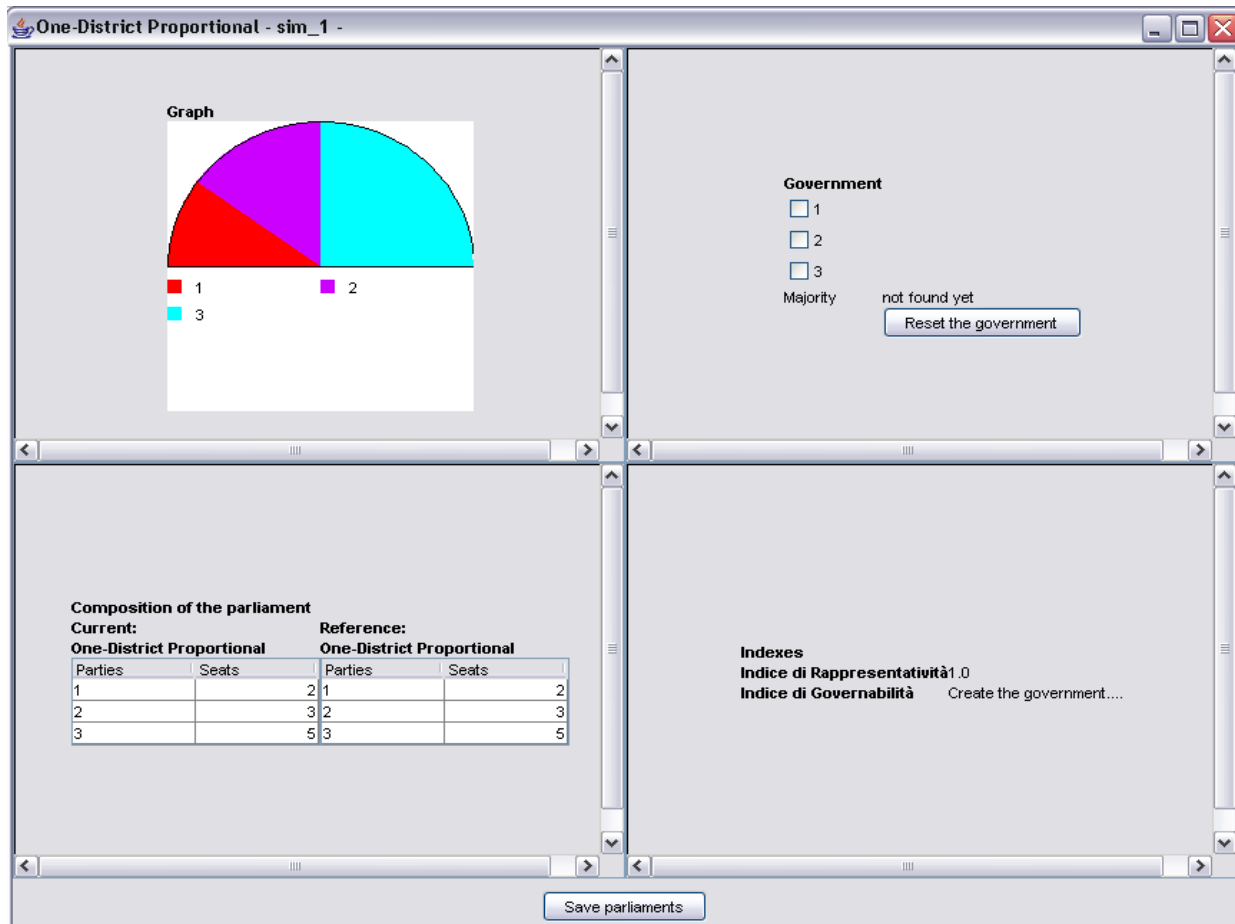 One-District Proportional - sim_1 -
Graph
1 2
3
Government
1
2
3
Majority not found yet
Reset the government
Composition of the parliament
Current: Reference:
One-District Proportional One-District Proportional
Parties Seats Parties Seats
1 2 1 2
2 3 2 3
3 5 3 5
Indexes
Indice di Rappresentatività1.0
Indice di Governabilità Create the government....
Save parliaments